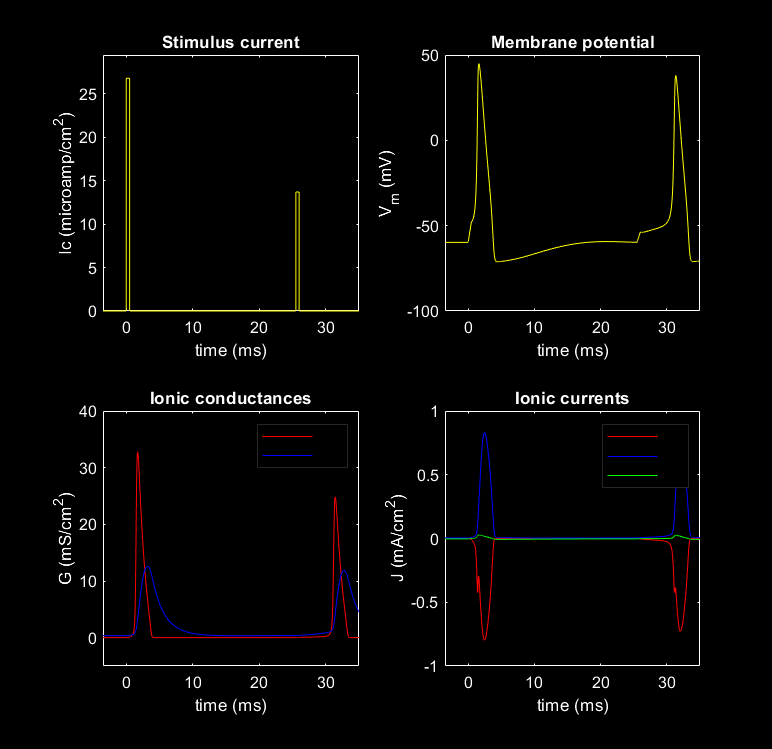 Stimulus current
Ic (microamp/cm²)
25
20
15
10
5
0
0 10 20 30
time (ms)
Membrane potential
Vₘ (mV)
50
0
-50
-100
0 10 20 30
time (ms)
Ionic conductances
G (mS/cm²)
40
30
20
10
0
0 10 20 30
time (ms)
Ionic currents
J (mA/cm²)
1
0.5
0
-0.5
-1
0 10 20 30
time (ms)